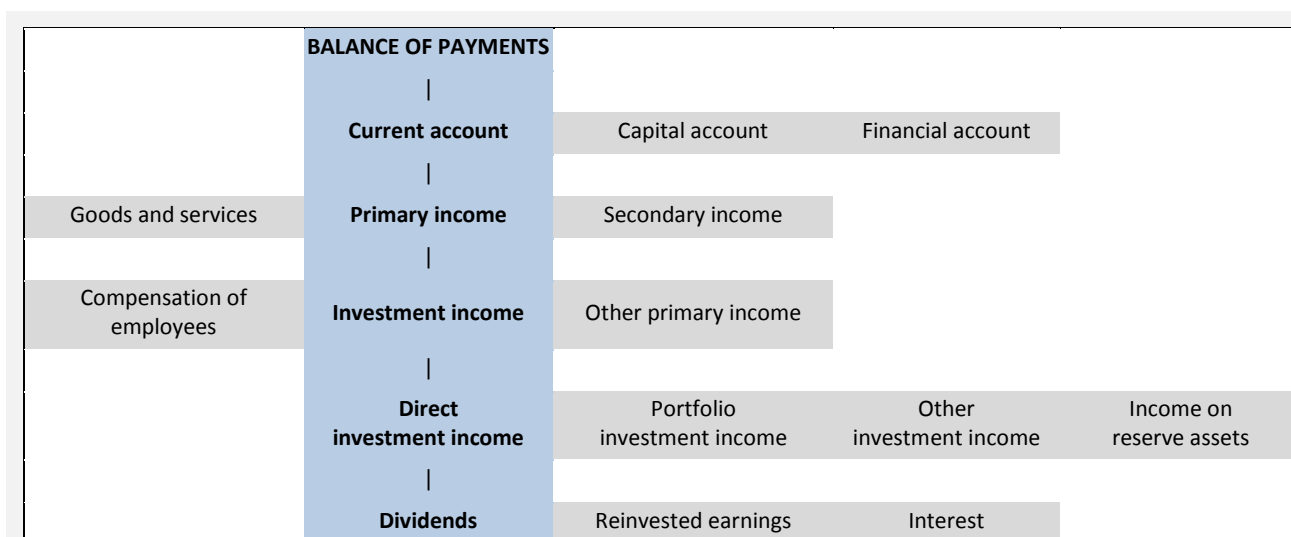 BALANCE OF PAYMENTS
|
Current account Capital account Financial account
|
Goods and services Primary income Secondary income
|
Compensation of
employees Investment income Other primary income
|
Direct Portfolio Other Income on
investment income investment income investment income reserve assets
|
Dividends Reinvested earnings Interest